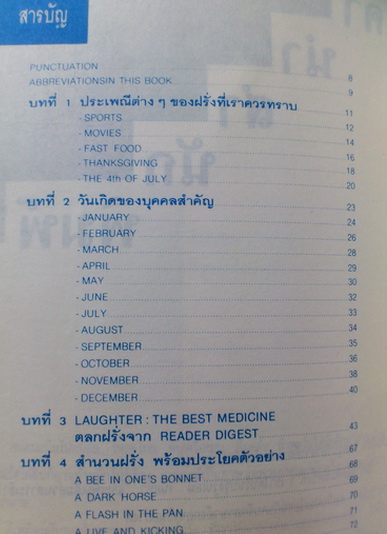 สารบัญ
PUNCTUATION 8
ABBREVIATIONSIN THIS BOOK 9
บทที่ 1 ประเพณีต่าง ๆ ของฝรั่งที่เราควรทราบ 11
- SPORTS 12
- MOVIES 14
- FAST FOOD 16
- THANKSGIVING 18
- THE 4th OF JULY 20
บทที่ 2 วันเกิดของบุคคลสำคัญ 23
- JANUARY 24
- FEBRUARY 26
- MARCH 28
- APRIL 29
- MAY 30
- JUNE 32
- JULY 33
- AUGUST 34
- SEPTEMBER 35
- OCTOBER 36
- NOVEMBER 38
- DECEMBER 40
บทที่ 3 LAUGHTER : THE BEST MEDICINE
ตลกฝรั่งจาก READER DIGEST 43
บทที่ 4 สำนวนฝรั่ง พร้อมประโยคตัวอย่าง 67
A BEE IN ONE'S BONNET 68
A DARK HORSE 69
A FLASH IN THE PAN 70
A LIVE AND KICKING 71
72